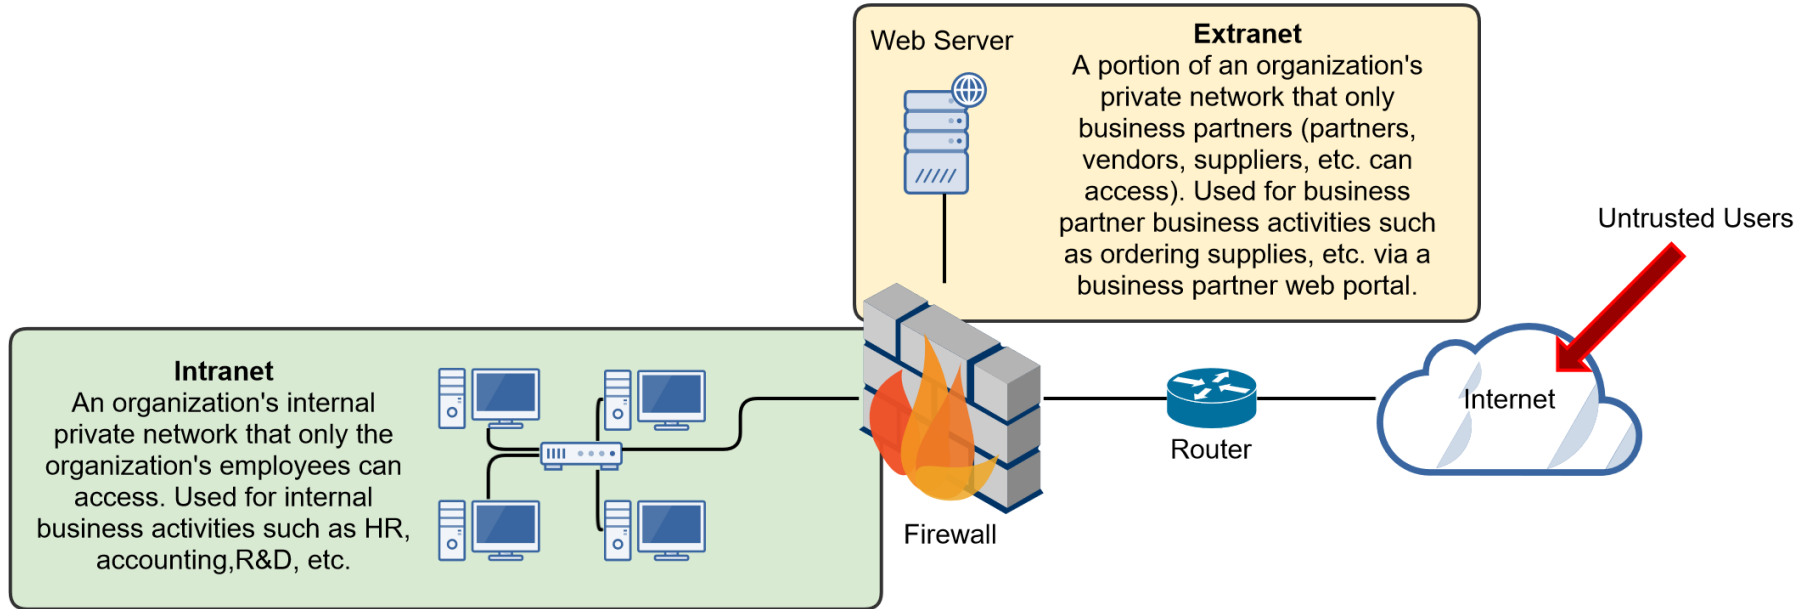 Web Server
Extranet
A portion of an organization's
private network that only
business partners (partners,
vendors, suppliers, etc. can
access). Used for business
partner business activities such
as ordering supplies, etc. via a
business partner web portal.
Untrusted Users
Intranet
An organization's internal
private network that only the
organization's employees can
access. Used for internal
business activities such as HR,
accounting,R&D, etc.
Internet
Router
Firewall